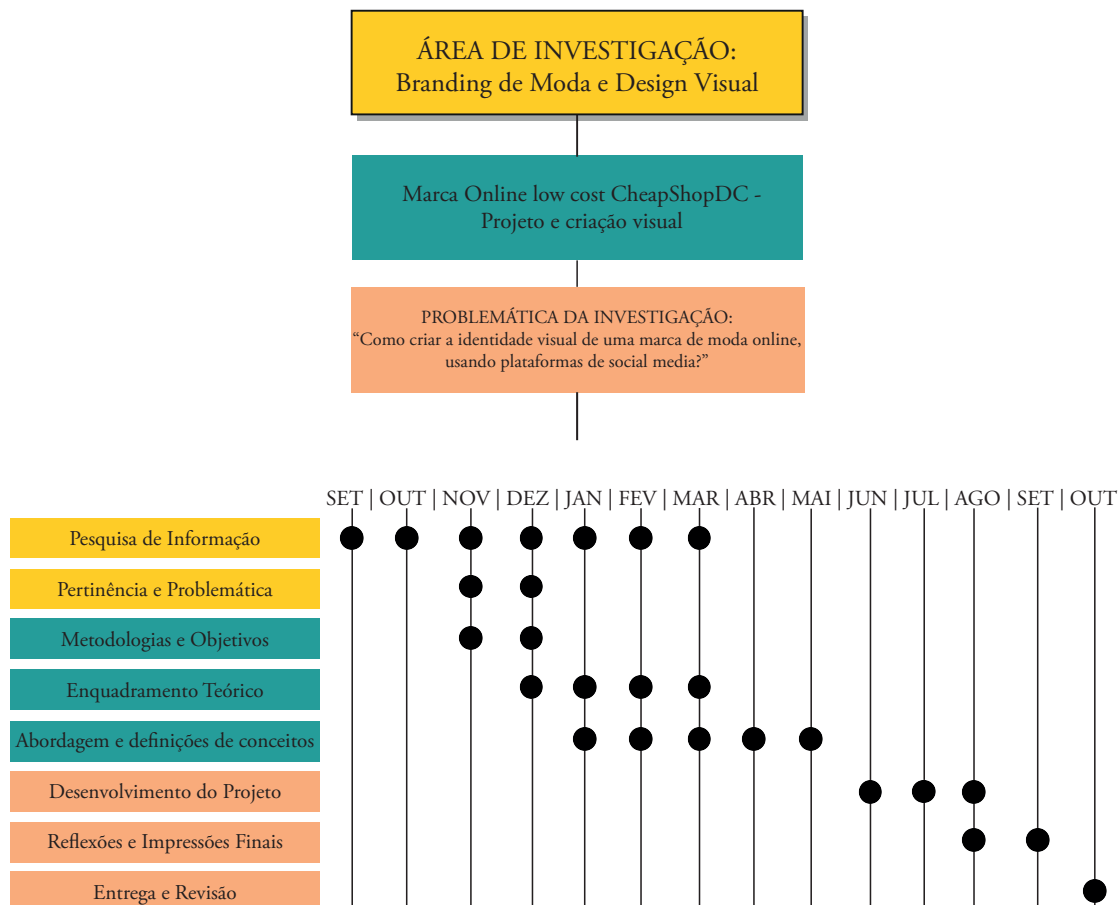 ÁREA DE INVESTIGAÇÃO:
Branding de Moda e Design Visual
Marca Online low cost CheapShopDC -
Projeto e criação visual
PROBLEMÁTICA DA INVESTIGAÇÃO:
“Como criar a identidade visual de uma marca de moda online,
usando plataformas de social media?”
SET | OUT | NOV | DEZ | JAN | FEV | MAR | ABR | MAI | JUN | JUL | AGO | SET | OUT
Pesquisa de Informação
Pertinência e Problemática
Metodologias e Objetivos
Enquadramento Teórico
Abordagem e definições de conceitos
Desenvolvimento do Projeto
Reflexões e Impressões Finais
Entrega e Revisão